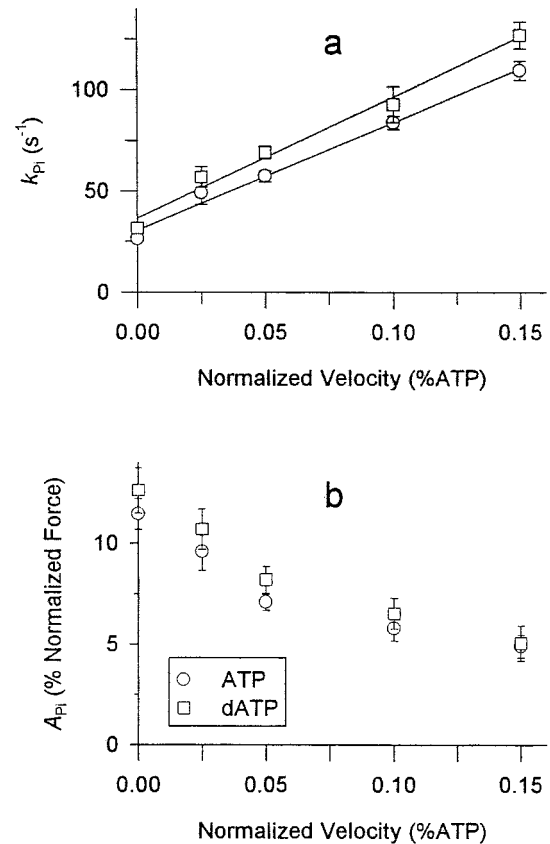 a
100
50
0
k_Pi (s⁻¹)
0.00 0.05 0.10 0.15
Normalized Velocity (%ATP)
b
10
5
0
A_Pi (% Normalized Force)
ATP
dATP
0.00 0.05 0.10 0.15
Normalized Velocity (%ATP)